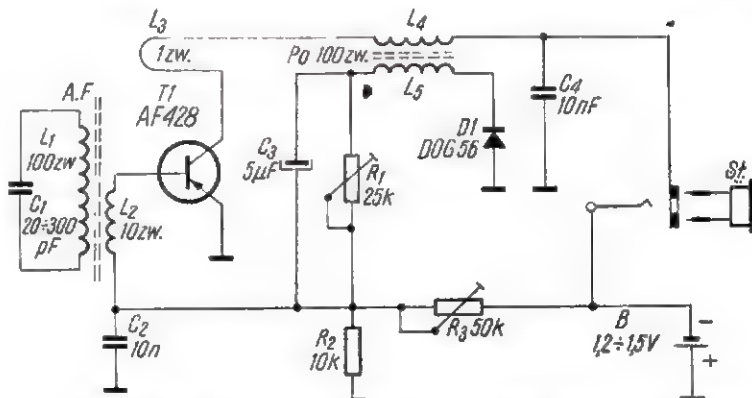 L3
1zw.
A.F
L1
100zw
C1
20÷300
pF
L2
10zw.
T1
AF428
C2
10n
C3
5μF
Po 100zw.
L4
L5
R1
25k
R2
10k
R3 50k
D1
DOG56
C4
10nF
St.
B
1,2÷1,5V
-
+